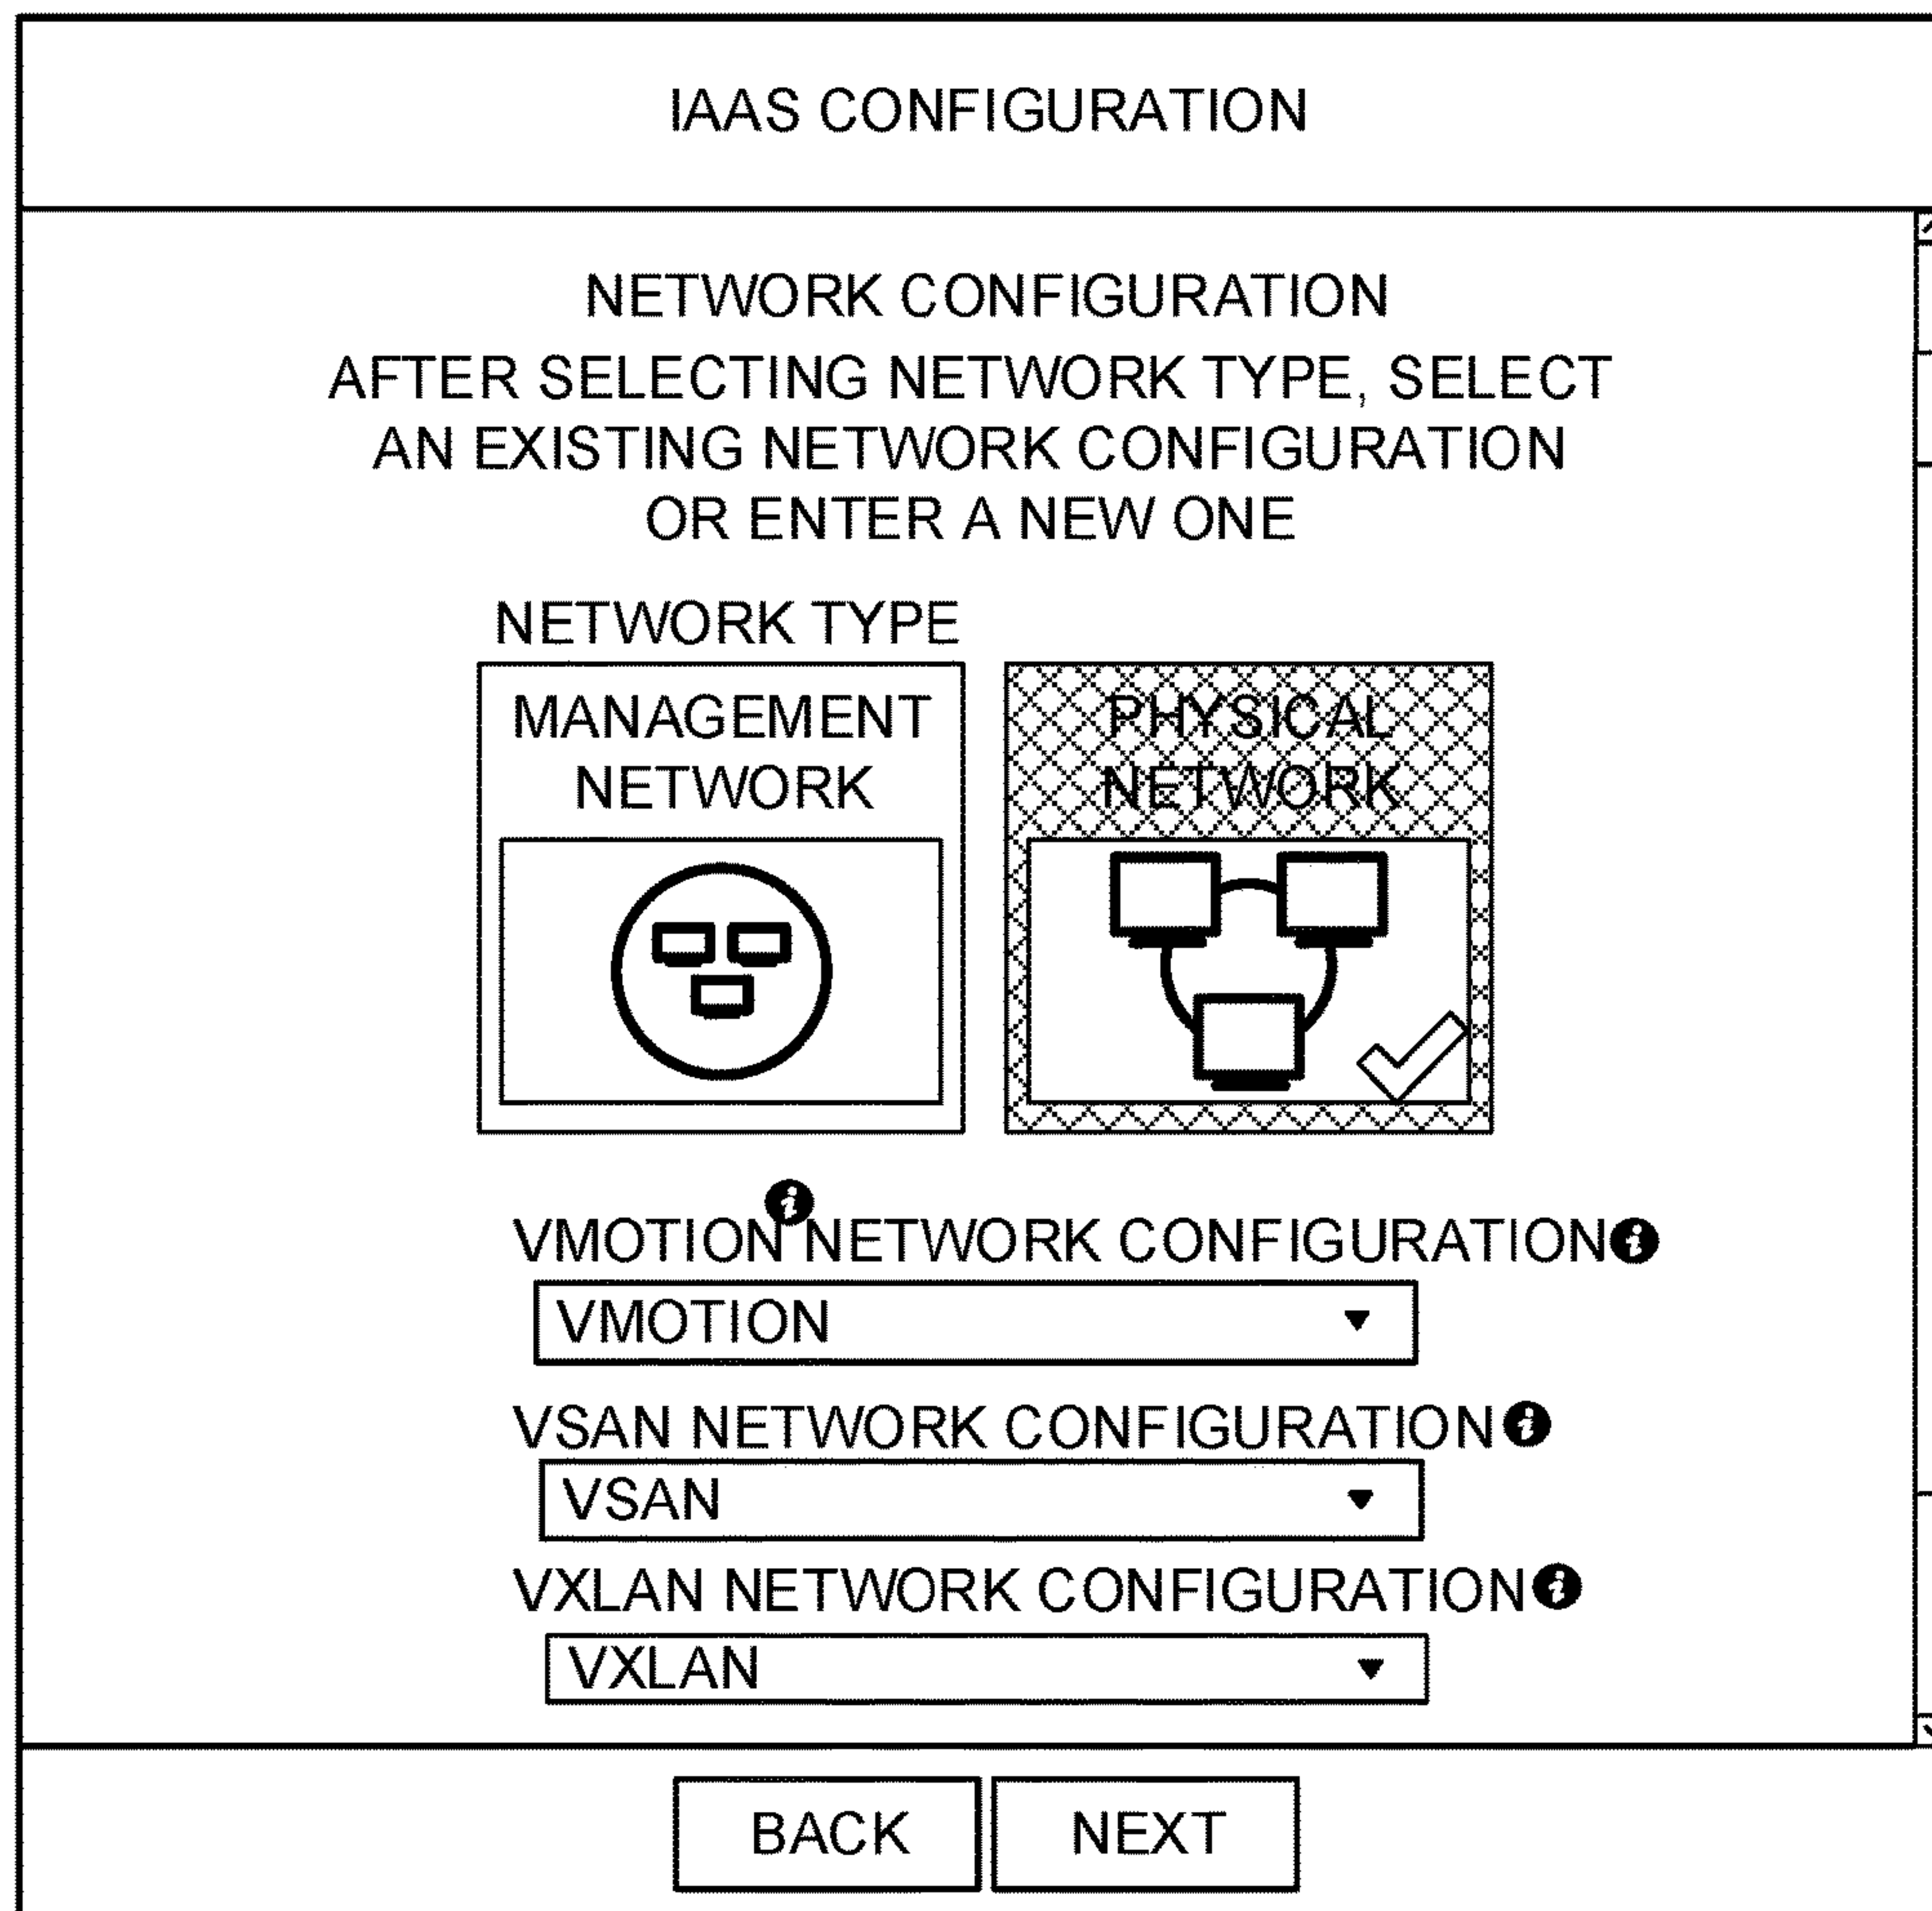 IAAS CONFIGURATION
NETWORK CONFIGURATION
AFTER SELECTING NETWORK TYPE, SELECT
AN EXISTING NETWORK CONFIGURATION
OR ENTER A NEW ONE
NETWORK TYPE
MANAGEMENT
NETWORK
PHYSICAL
NETWORK
VMOTION NETWORK CONFIGURATION
VMOTION
VSAN NETWORK CONFIGURATION
VSAN
VXLAN NETWORK CONFIGURATION
VXLAN
BACK
NEXT